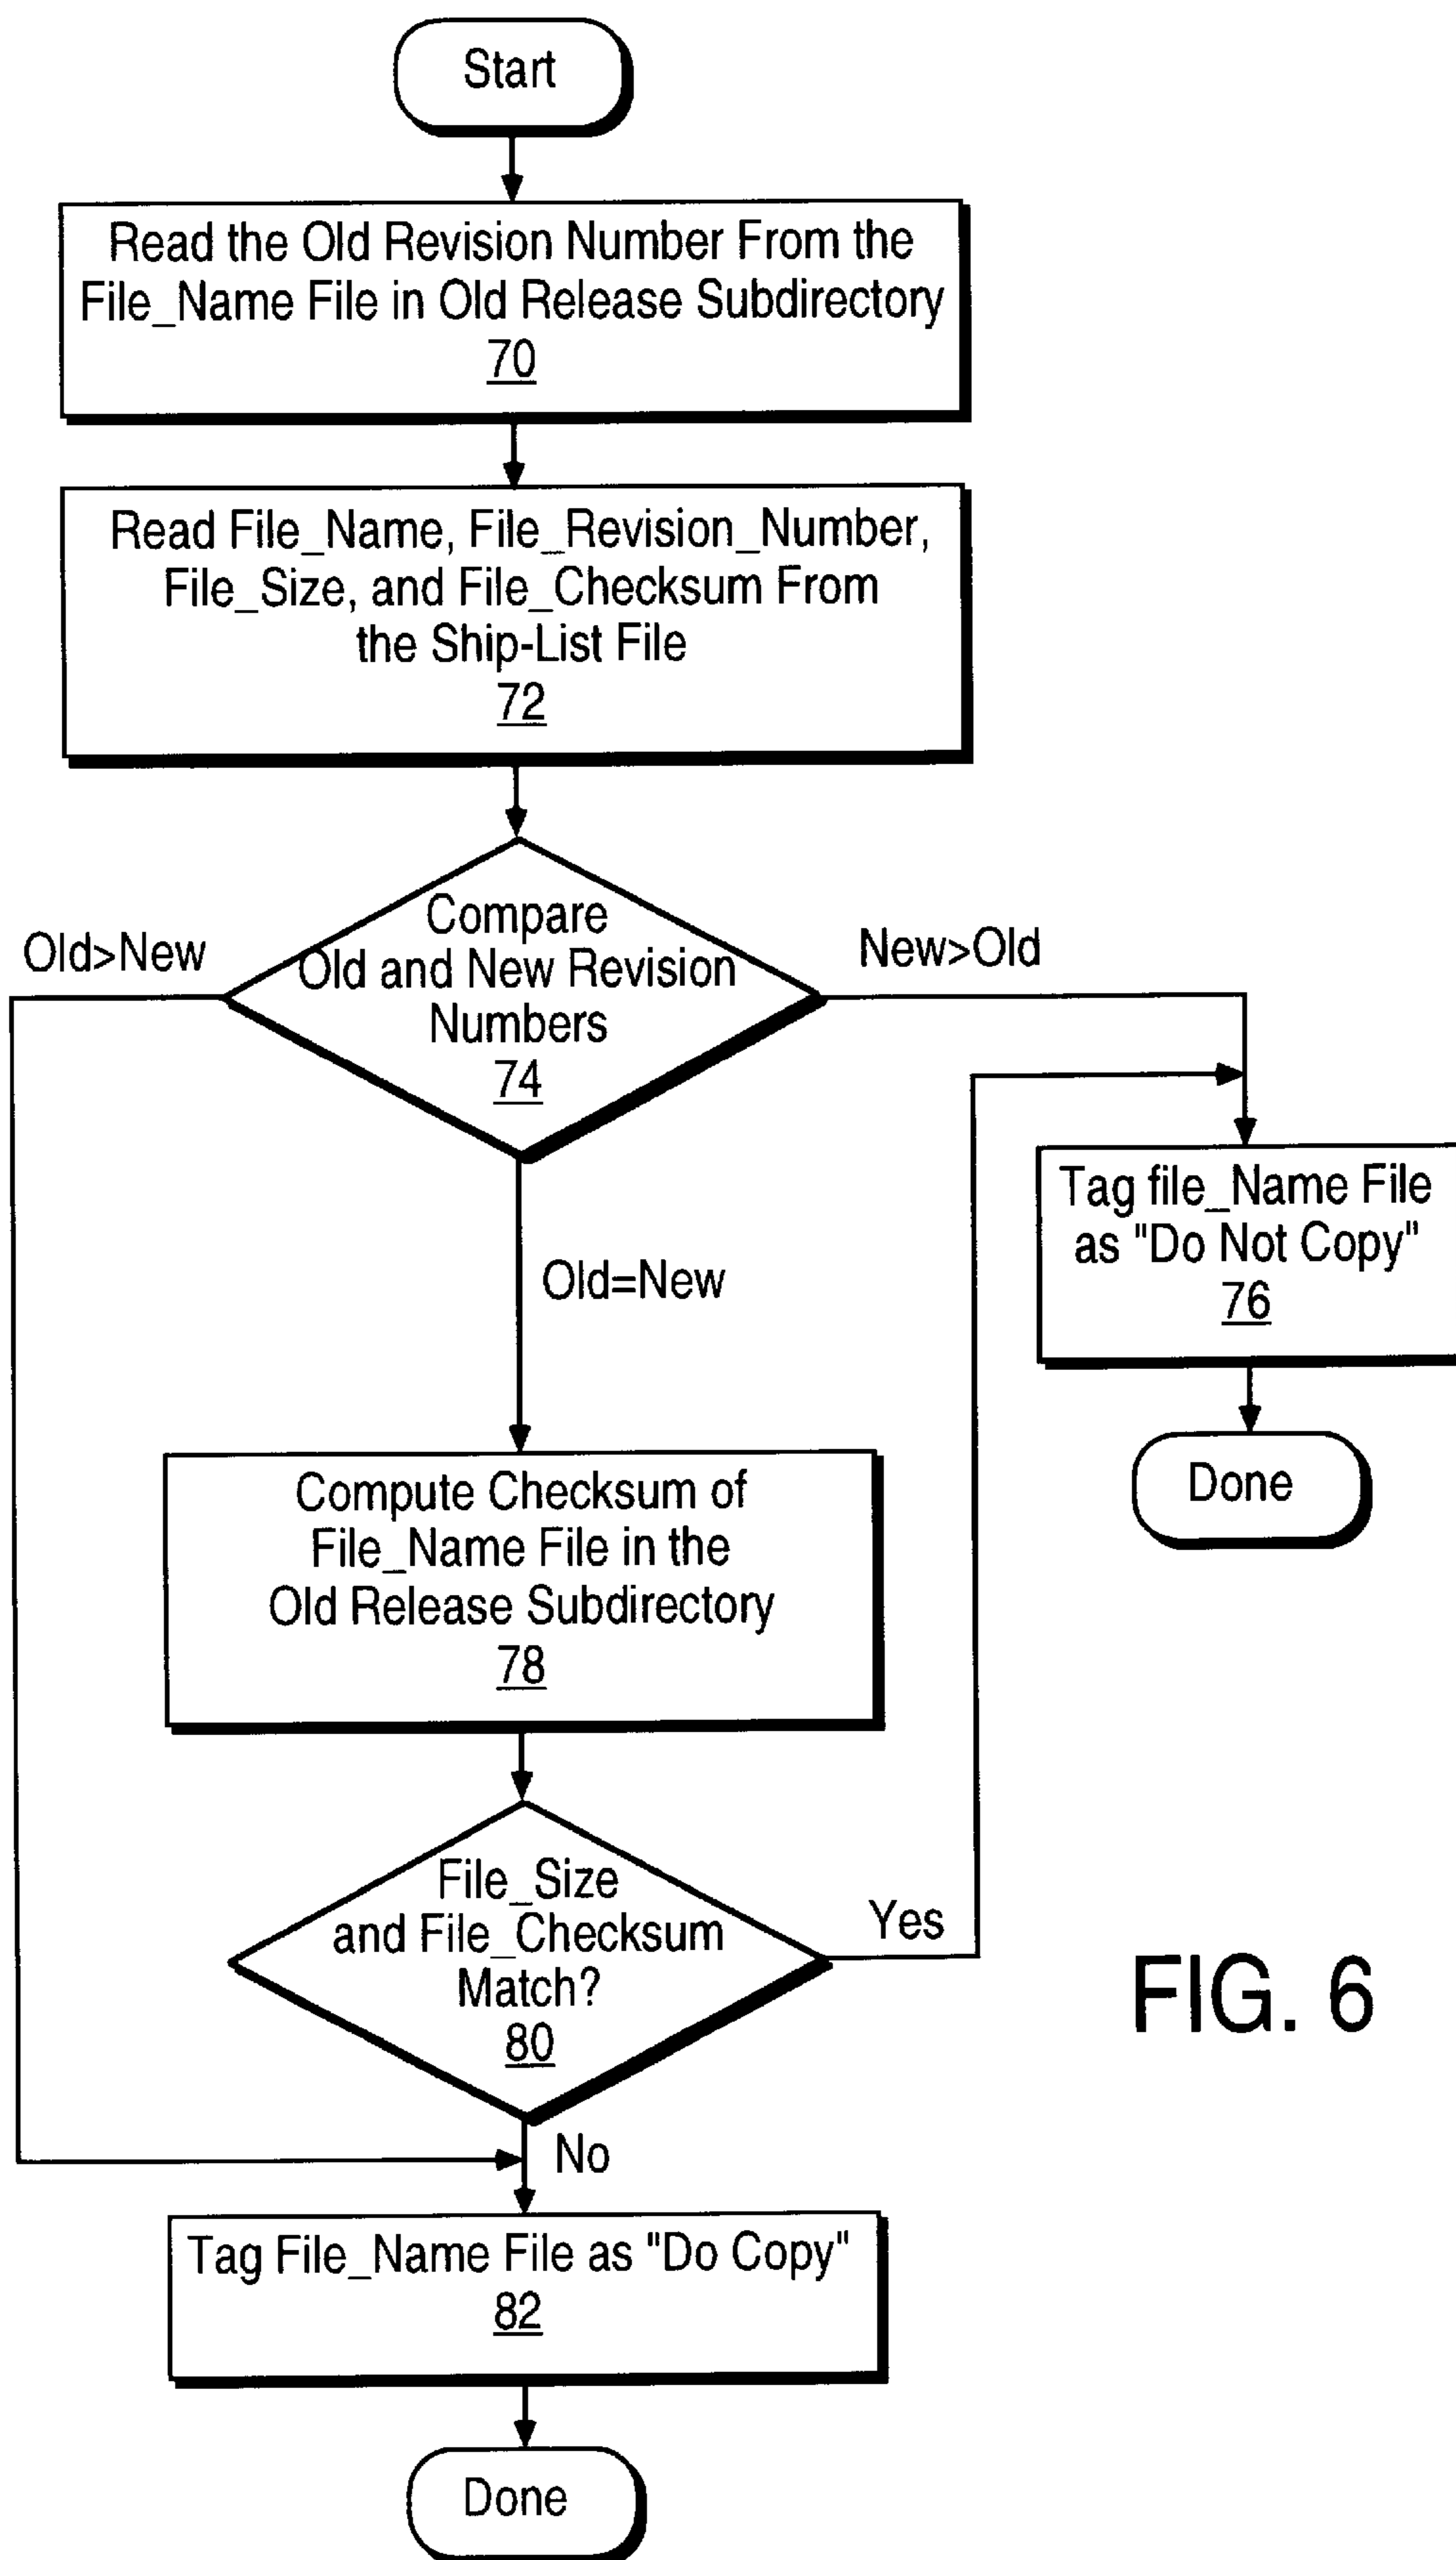 Start
Read the Old Revision Number From the
File_Name File in Old Release Subdirectory
70
Read File_Name, File_Revision_Number,
File_Size, and File_Checksum From
the Ship-List File
72
Compare
Old and New Revision
Numbers
74
Old>New
New>Old
Old=New
Tag file_Name File
as "Do Not Copy"
76
Done
Compute Checksum of
File_Name File in the
Old Release Subdirectory
78
File_Size
and File_Checksum
Match?
80
Yes
No
Tag File_Name File as "Do Copy"
82
Done
FIG. 6